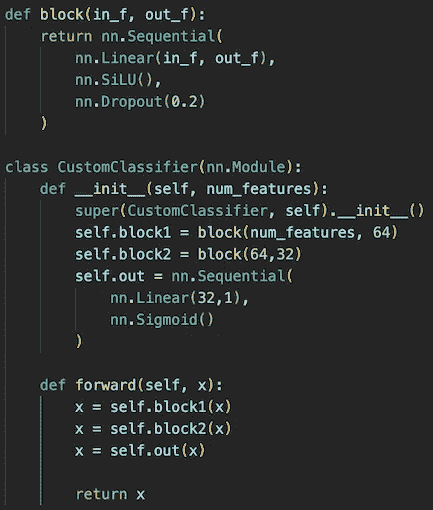 def block(in_f, out_f):
    return nn.Sequential(
        nn.Linear(in_f, out_f),
        nn.SiLU(),
        nn.Dropout(0.2)
    )

class CustomClassifier(nn.Module):
    def __init__(self, num_features):
        super(CustomClassifier, self).__init__()
        self.block1 = block(num_features, 64)
        self.block2 = block(64,32)
        self.out = nn.Sequential(
            nn.Linear(32,1),
            nn.Sigmoid()
        )

    def forward(self, x):
        x = self.block1(x)
        x = self.block2(x)
        x = self.out(x)

        return x